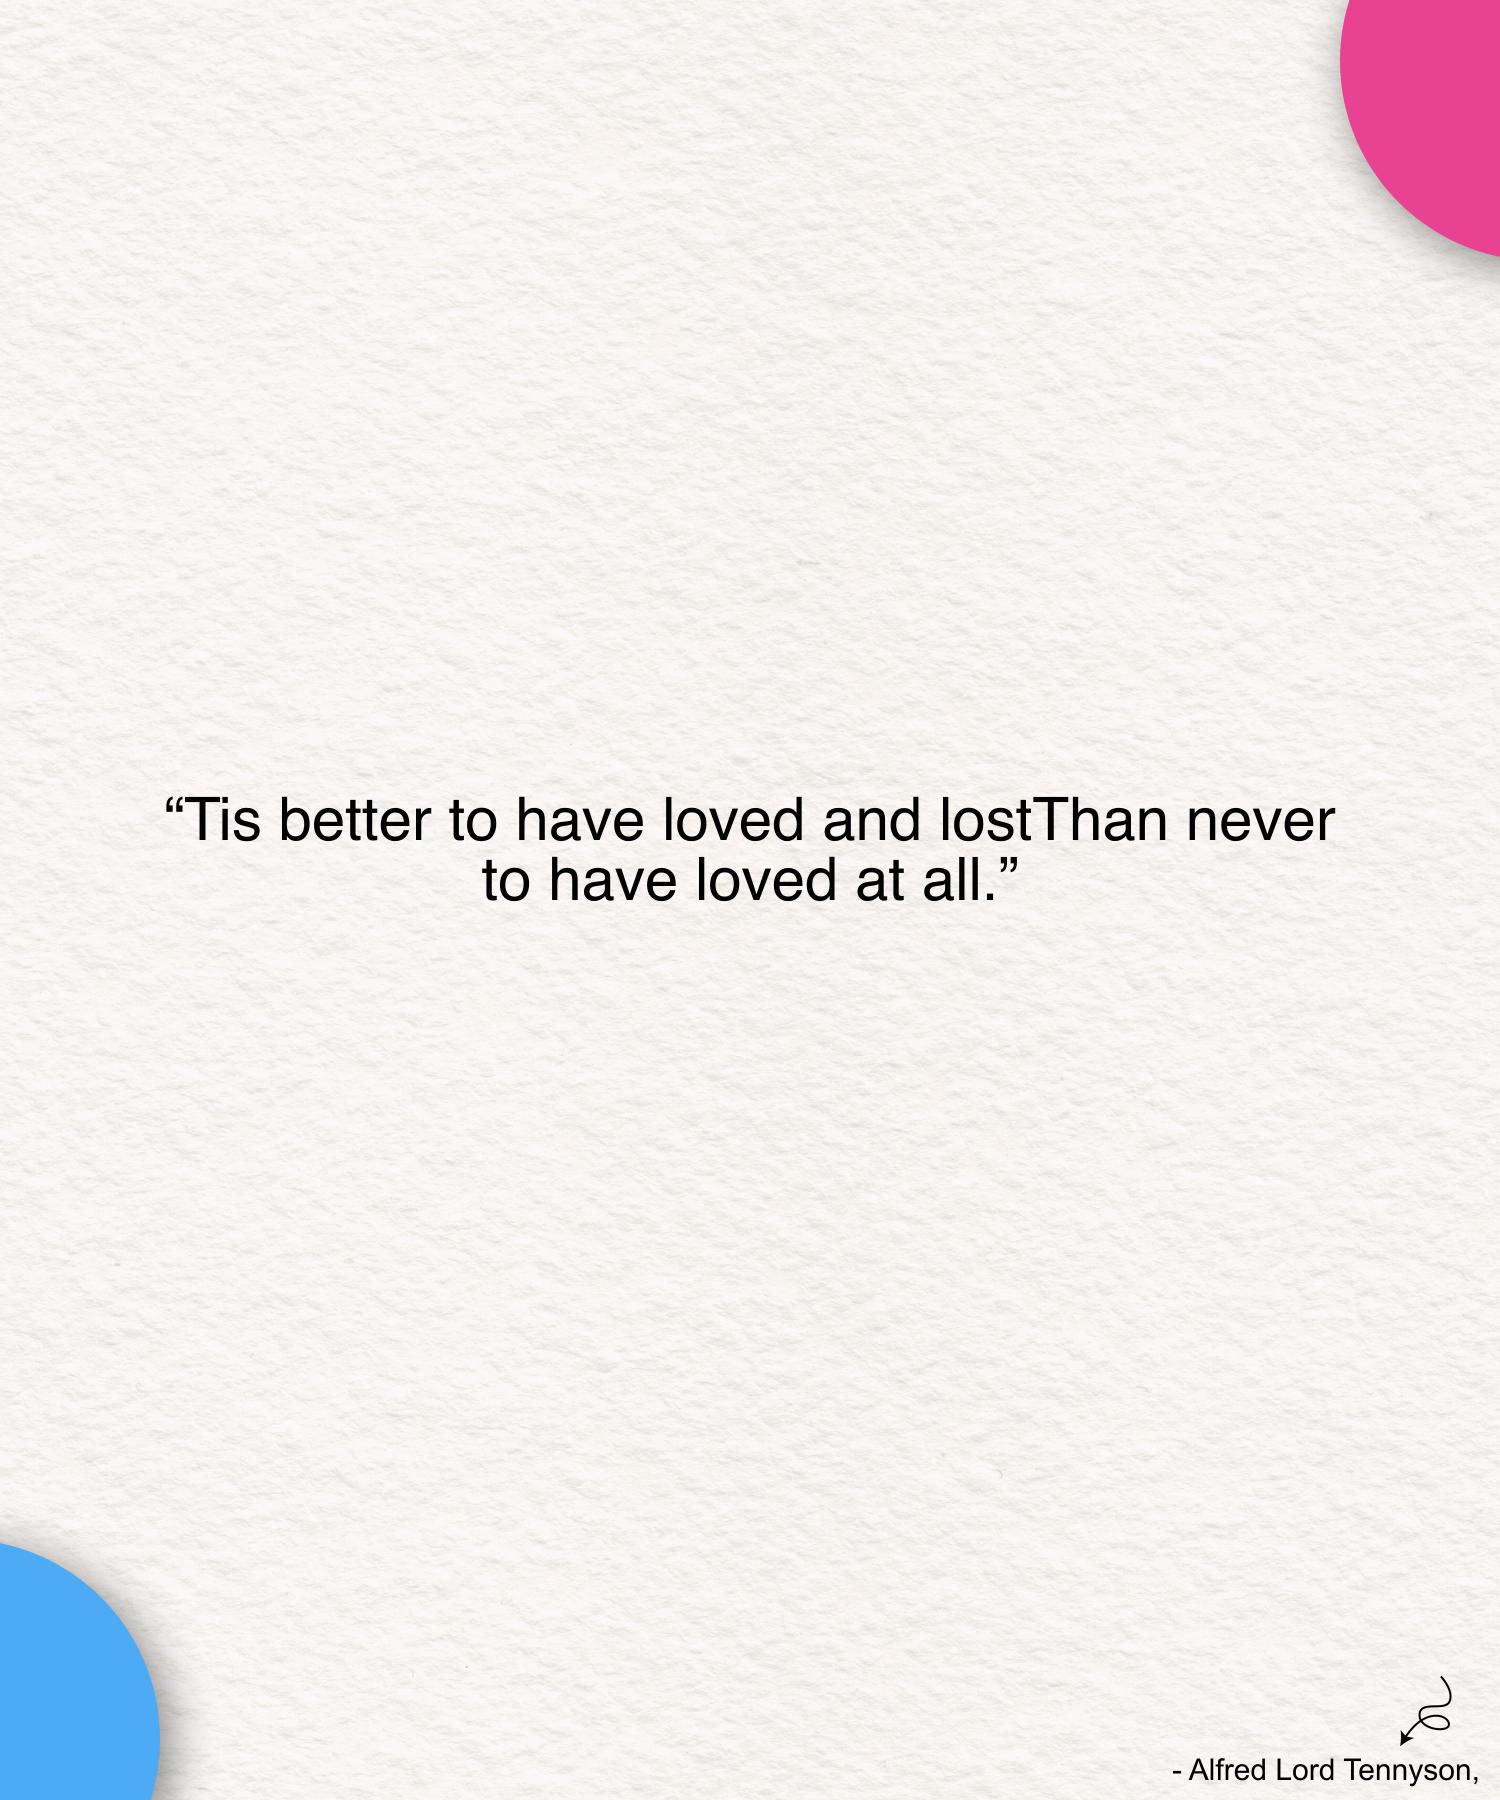 “Tis better to have loved and lostThan never
to have loved at all.”
- Alfred Lord Tennyson,